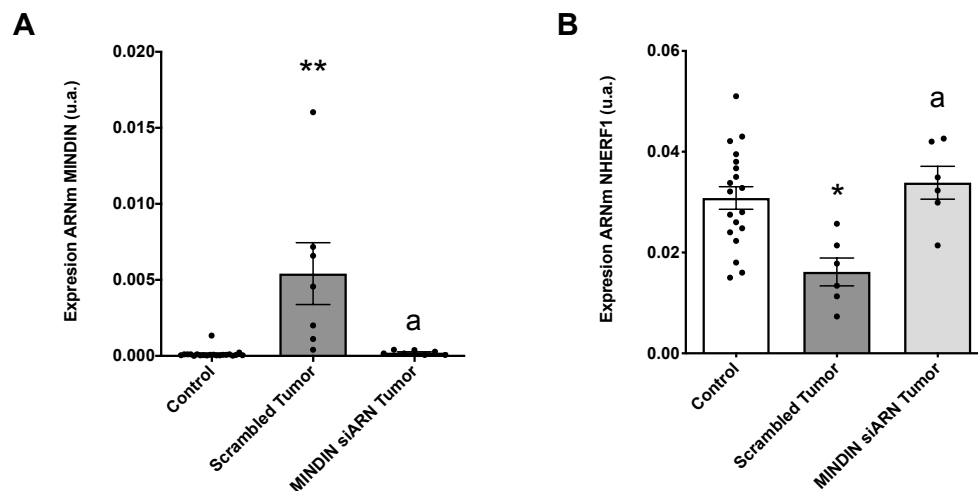 A
Expresion ARNm MINDIN (u.a.)
0.020
0.015
0.010
0.005
0.000
**
a
Control
Scrambled Tumor
MINDIN siARN Tumor
B
Expresion ARNm NHERF1 (u.a.)
0.06
0.04
0.02
0.00
*
a
Control
Scrambled Tumor
MINDIN siARN Tumor